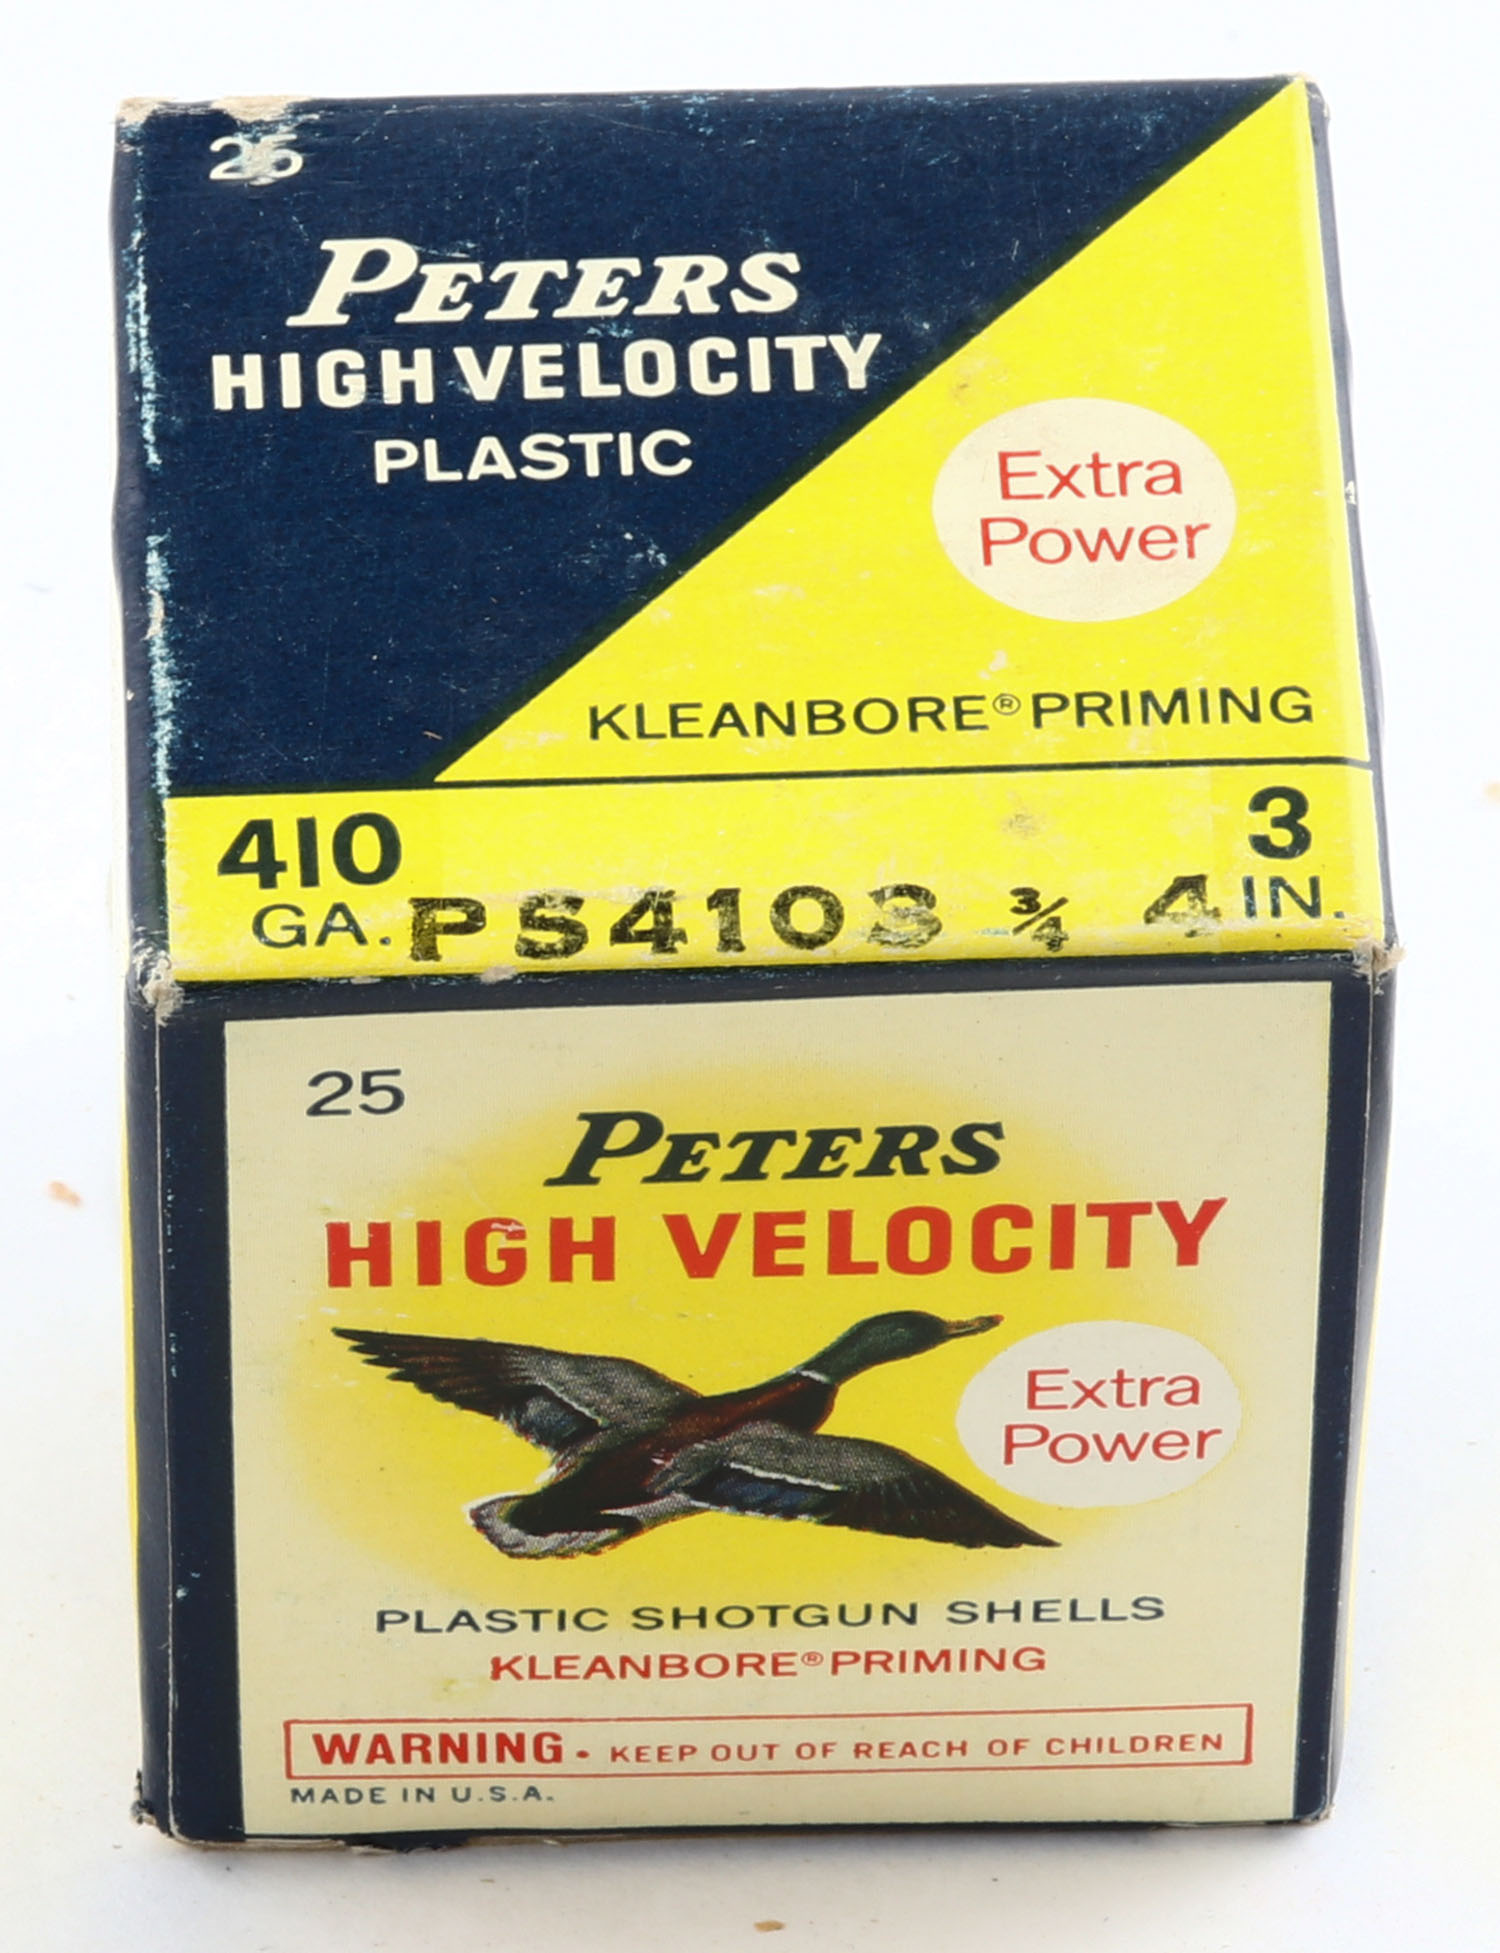 25
PETERS
HIGH VELOCITY
PLASTIC
Extra
Power
KLEANBORE® PRIMING
410
GA.
PS4103 3/4 4
3
IN.
25
PETERS
HIGH VELOCITY
Extra
Power
PLASTIC SHOTGUN SHELLS
KLEANBORE® PRIMING
WARNING • KEEP OUT OF REACH OF CHILDREN
MADE IN U.S.A.